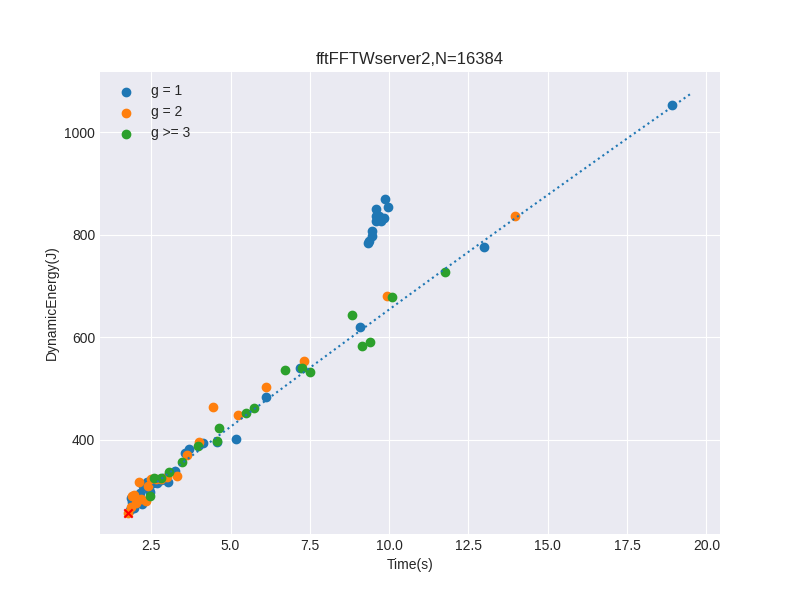 fftFFTWserver2,N=16384
g = 1
g = 2
g >= 3
1000
800
600
400
DynamicEnergy(J)
2.5 5.0 7.5 10.0 12.5 15.0 17.5 20.0
Time(s)